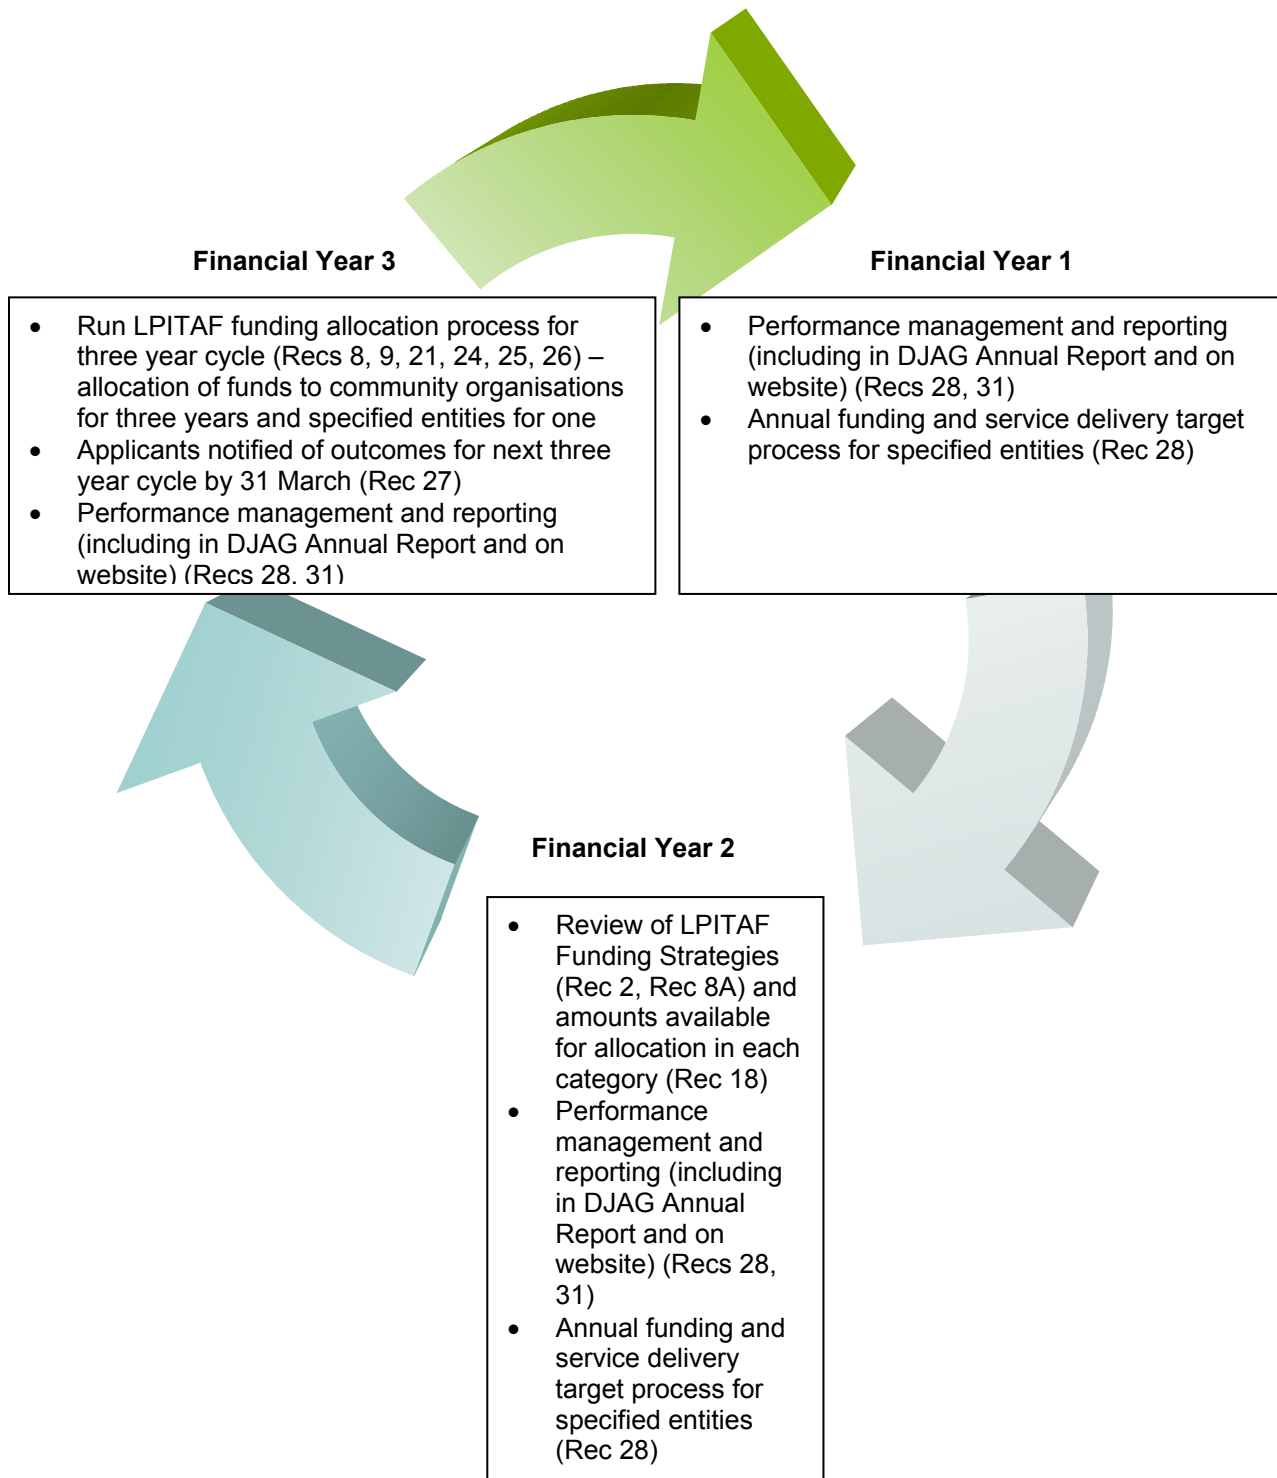 Financial Year 3
• Run LPITAF funding allocation process for
three year cycle (Recs 8, 9, 21, 24, 25, 26) –
allocation of funds to community organisations
for three years and specified entities for one
• Applicants notified of outcomes for next three
year cycle by 31 March (Rec 27)
• Performance management and reporting
(including in DJAG Annual Report and on
website) (Recs 28, 31)
Financial Year 1
• Performance management and reporting
(including in DJAG Annual Report and on
website) (Recs 28, 31)
• Annual funding and service delivery target
process for specified entities (Rec 28)
Financial Year 2
• Review of LPITAF
Funding Strategies
(Rec 2, Rec 8A) and
amounts available
for allocation in each
category (Rec 18)
• Performance
management and
reporting (including
in DJAG Annual
Report and on
website) (Recs 28,
31)
• Annual funding and
service delivery
target process for
specified entities
(Rec 28)